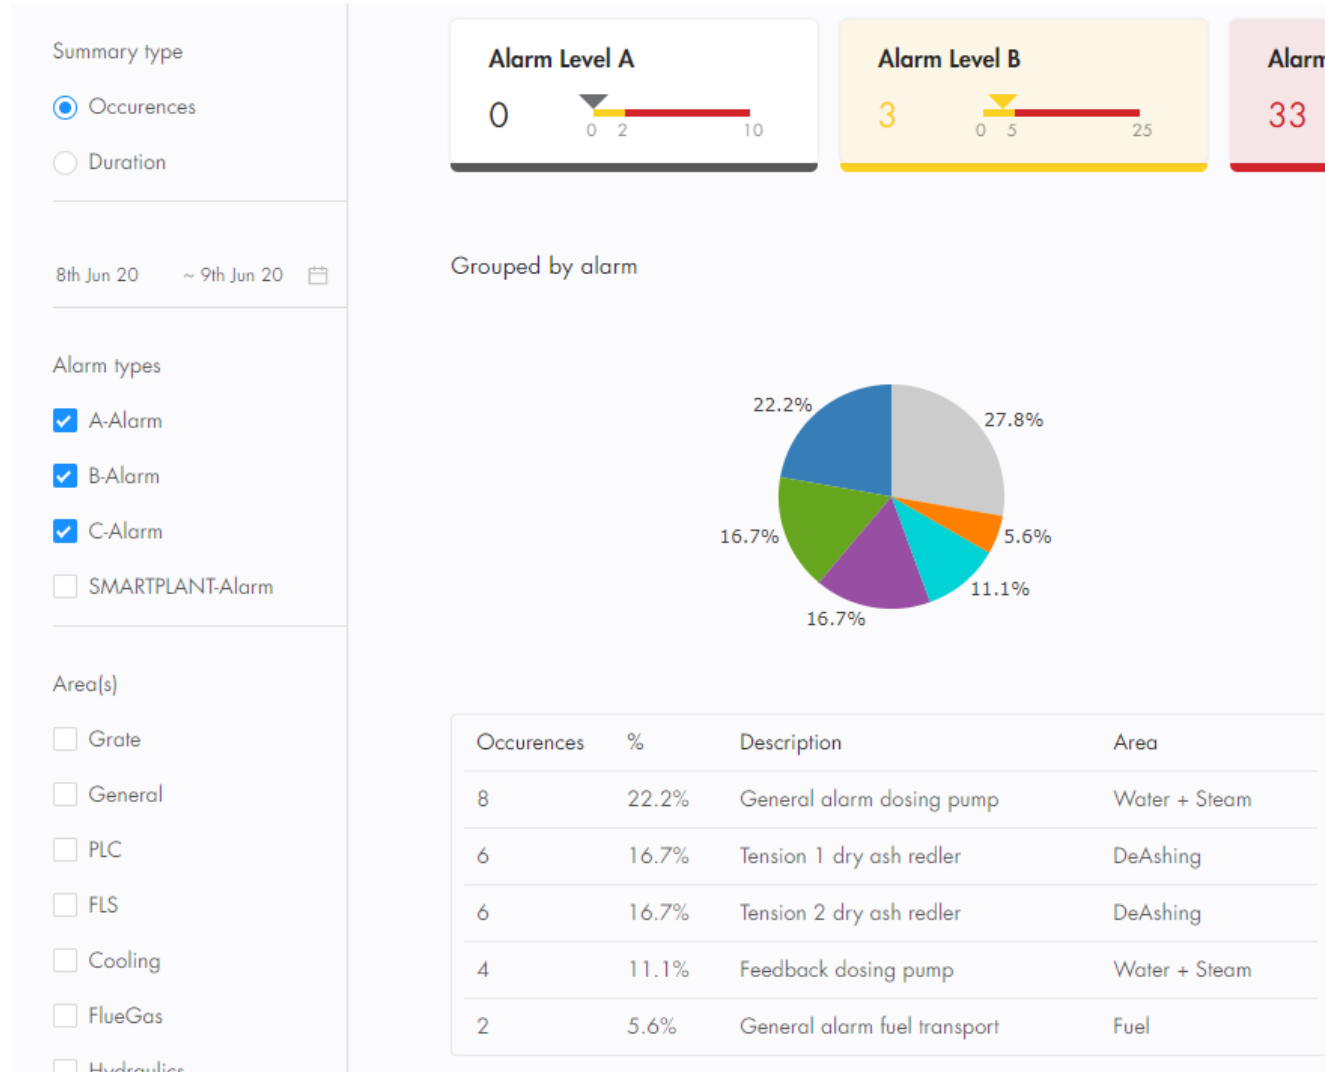 Summary type
Occurences
Duration
8th Jun 20 ~ 9th Jun 20
Alarm types
A-Alarm
B-Alarm
C-Alarm
SMARTPLANT-Alarm
Area(s)
Grate
General
PLC
FLS
Cooling
FlueGas
Hydraulics
Alarm Level A
0
0 2 10
Alarm Level B
3
0 5 25
Alarm
33
Grouped by alarm
22.2%
27.8%
16.7%
5.6%
11.1%
16.7%
Occurences % Description Area
8 22.2% General alarm dosing pump Water + Steam
6 16.7% Tension 1 dry ash redler DeAshing
6 16.7% Tension 2 dry ash redler DeAshing
4 11.1% Feedback dosing pump Water + Steam
2 5.6% General alarm fuel transport Fuel